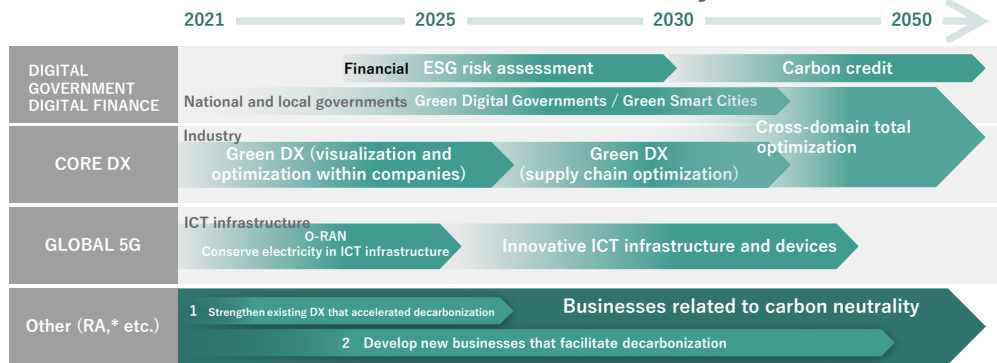 2021
2025
2030
2050
DIGITAL
GOVERNMENT
DIGITAL FINANCE
Financial ESG risk assessment
Carbon credit
National and local governments Green Digital Governments / Green Smart Cities
Cross-domain total
optimization
CORE DX
Industry
Green DX (visualization and
optimization within companies)
Green DX
(supply chain optimization)
GLOBAL 5G
ICT infrastructure
O-RAN
Conserve electricity in ICT infrastructure
Innovative ICT infrastructure and devices
Other (RA,* etc.)
Businesses related to carbon neutrality
1 Strengthen existing DX that accelerated decarbonization
2 Develop new businesses that facilitate decarbonization